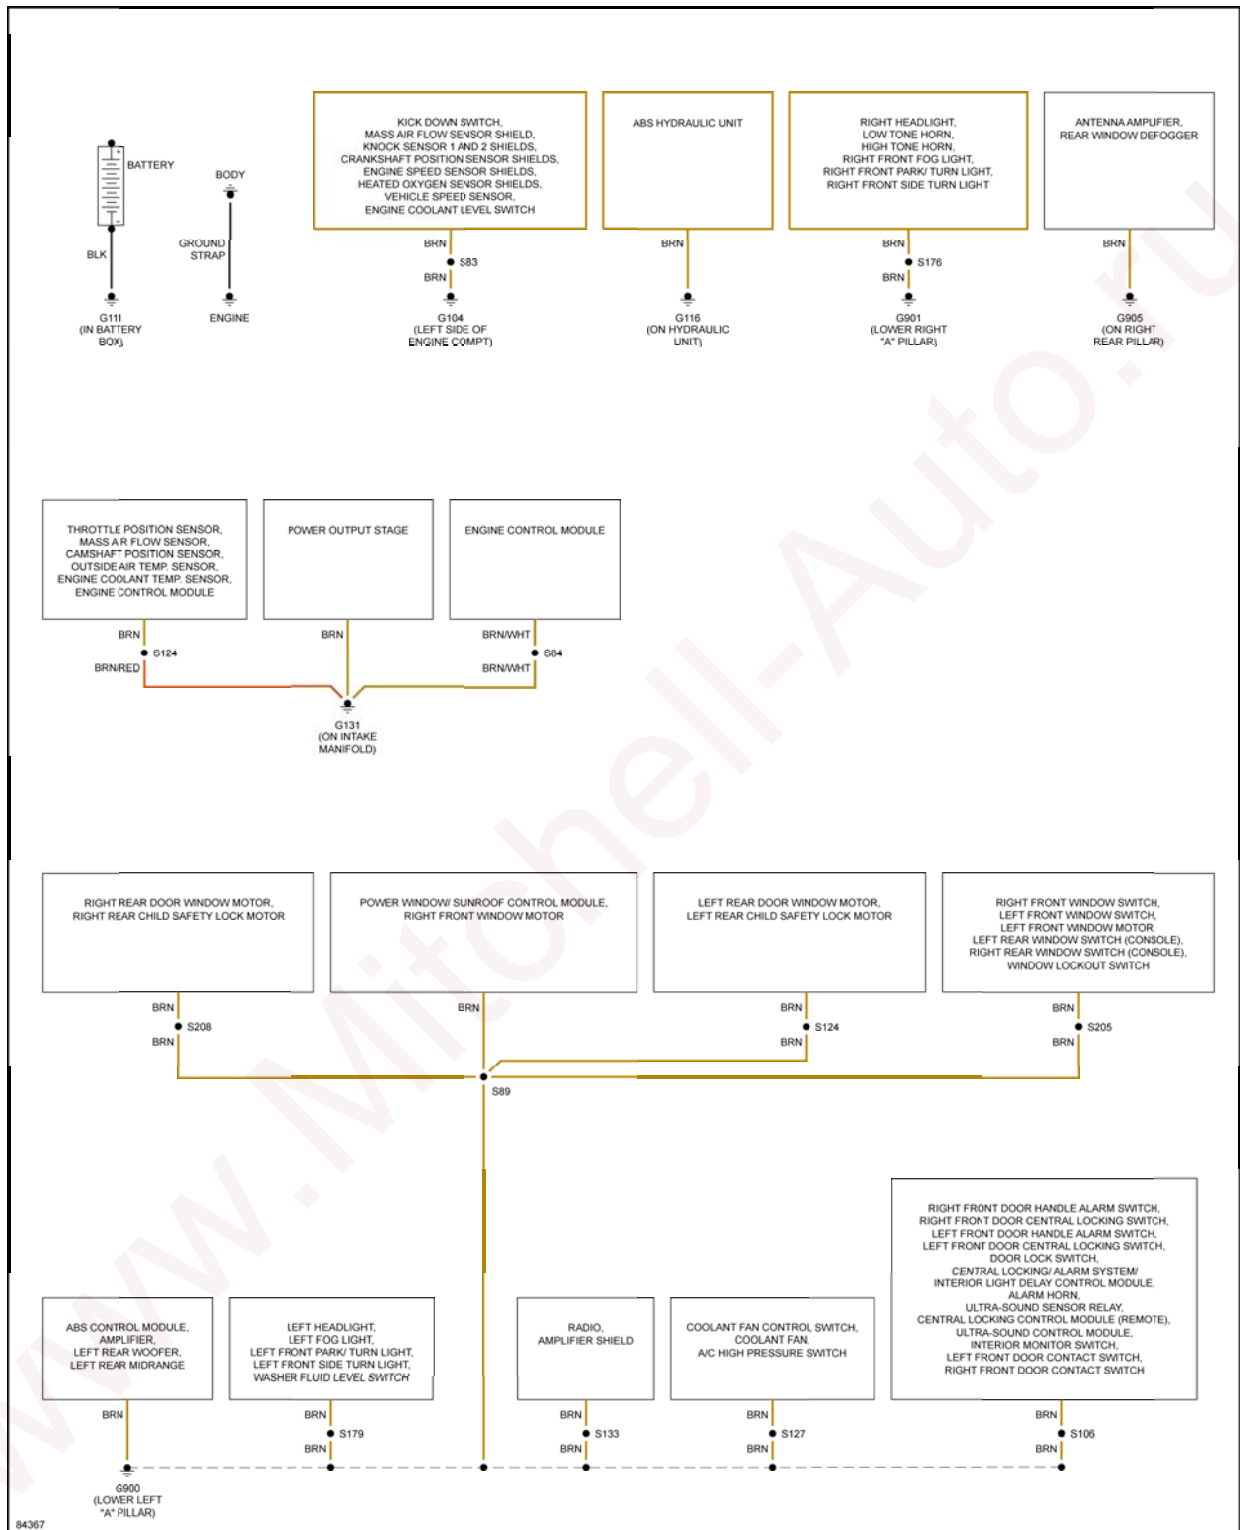 BATTERY
BLK
G111
(IN BATTERY
BOX)
BODY
GROUND
STRAP
ENGINE
KICK DOWN SWITCH,
MASS AIR FLOW SENSOR SHIELD,
KNOCK SENSOR 1 AND 2 SHIELDS,
CRANKSHAFT POSITION SENSOR SHIELDS,
ENGINE SPEED SENSOR SHIELDS,
HEATED OXYGEN SENSOR SHIELDS,
VEHICLE SPEED SENSOR,
ENGINE COOLANT LEVEL SWITCH
BRN
S83
BRN
G104
(LEFT SIDE OF
ENGINE COMPT)
ABS HYDRAULIC UNIT
BRN
G116
(ON HYDRAULIC
UNIT)
RIGHT HEADLIGHT,
LOW TONE HORN,
HIGH TONE HORN,
RIGHT FRONT FOG LIGHT,
RIGHT FRONT PARK/ TURN LIGHT,
RIGHT FRONT SIDE TURN LIGHT
BRN
S176
BRN
G901
(LOWER RIGHT
"A" PILLAR)
ANTENNA AMPLIFIER,
REAR WINDOW DEFOGGER
BRN
G905
(ON RIGHT
REAR PILLAR)
THROTTLE POSITION SENSOR,
MASS AIR FLOW SENSOR,
CAMSHAFT POSITION SENSOR,
OUTSIDE AIR TEMP. SENSOR,
ENGINE COOLANT TEMP. SENSOR,
ENGINE CONTROL MODULE
BRN
S124
BRN/RED
POWER OUTPUT STAGE
BRN
ENGINE CONTROL MODULE
BRN/WHT
S84
BRN/WHT
G131
(ON INTAKE
MANIFOLD)
RIGHT REAR DOOR WINDOW MOTOR,
RIGHT REAR CHILD SAFETY LOCK MOTOR
BRN
S208
BRN
POWER WINDOW/ SUNROOF CONTROL MODULE,
RIGHT FRONT WINDOW MOTOR
BRN
LEFT REAR DOOR WINDOW MOTOR,
LEFT REAR CHILD SAFETY LOCK MOTOR
BRN
S124
BRN
RIGHT FRONT WINDOW SWITCH,
LEFT FRONT WINDOW SWITCH,
LEFT FRONT WINDOW MOTOR
LEFT REAR WINDOW SWITCH (CONSOLE),
RIGHT REAR WINDOW SWITCH (CONSOLE),
WINDOW LOCKOUT SWITCH
BRN
S205
BRN
S89
ABS CONTROL MODULE,
AMPLIFIER,
LEFT REAR WOOFER,
LEFT REAR MIDRANGE
BRN
G900
(LOWER LEFT
"A" PILLAR)
LEFT HEADLIGHT,
LEFT FOG LIGHT,
LEFT FRONT PARK/ TURN LIGHT,
LEFT FRONT SIDE TURN LIGHT,
WASHER FLUID LEVEL SWITCH
BRN
S179
BRN
RADIO,
AMPLIFIER SHIELD
BRN
S133
BRN
COOLANT FAN CONTROL SWITCH,
COOLANT FAN,
A/C HIGH PRESSURE SWITCH
BRN
S127
BRN
RIGHT FRONT DOOR HANDLE ALARM SWITCH,
RIGHT FRONT DOOR CENTRAL LOCKING SWITCH,
LEFT FRONT DOOR HANDLE ALARM SWITCH,
LEFT FRONT DOOR CENTRAL LOCKING SWITCH,
DOOR LOCK SWITCH,
CENTRAL LOCKING/ ALARM SYSTEM/
INTERIOR LIGHT DELAY CONTROL MODULE,
ALARM HORN,
ULTRA-SOUND SENSOR RELAY,
CENTRAL LOCKING CONTROL MODULE (REMOTE),
ULTRA-SOUND CONTROL MODULE,
INTERIOR MONITOR SWITCH,
LEFT FRONT DOOR CONTACT SWITCH,
RIGHT FRONT DOOR CONTACT SWITCH
BRN
S106
BRN
84367
www.Mitchell-Auto.ru